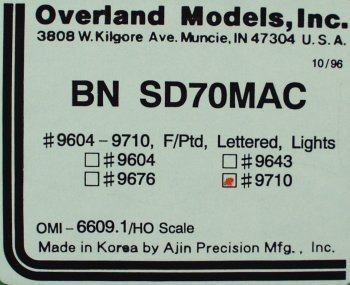 Overland Models, Inc.
3808 W. Kilgore Ave. Muncie, IN 47304 U.S.A.
10/96
BN SD70MAC
#9604-9710, F/Ptd, Lettered, Lights
#9604 #9643
#9676 #9710
OMI-6609.1/HO Scale
Made in Korea by Ajin Precision Mfg., Inc.